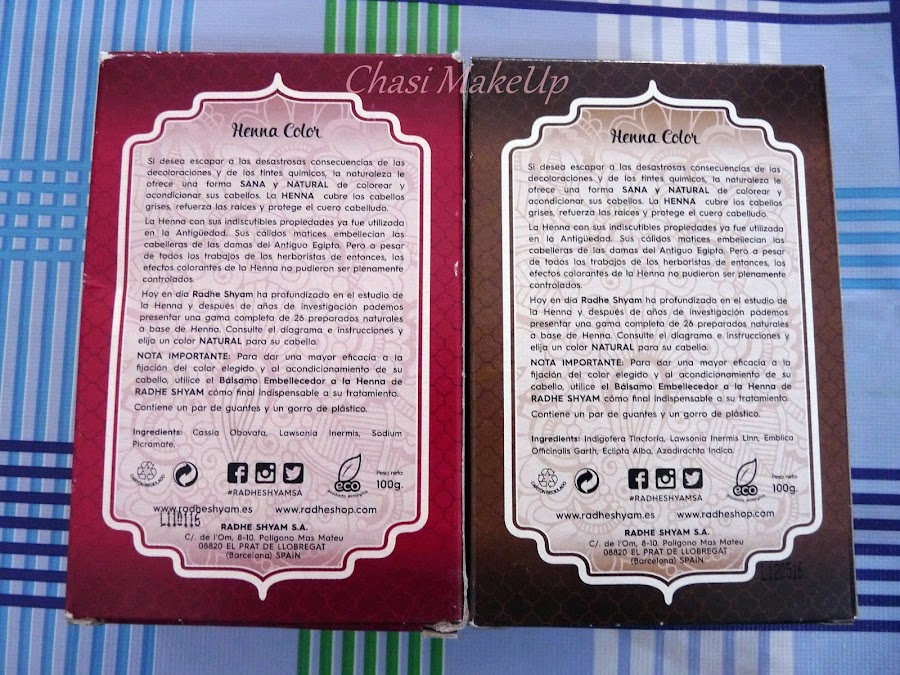 Chasi MakeUp
Henna Color
Si desea escapar a las desastrosas consecuencias de las
decoloraciones y de los tintes químicos, la naturaleza le
ofrece una forma SANA y NATURAL de colorear y
acondicionar sus cabellos. La HENNA cubre los cabellos
grises, refuerza las raíces y protege el cuero cabelludo.
La Henna con sus indiscutibles propiedades ya fue utilizada
en la Antigüedad. Sus cálidos matices embellecían las
cabelleras de las damas del Antiguo Egipto. Pero a pesar
de todos los trabajos de los herboristas de entonces, los
efectos colorantes de la Henna no pudieron ser plenamente
controlados.
Hoy en día Radhe Shyam ha profundizado en el estudio de
la Henna y después de años de investigación podemos
presentar una gama completa de 26 preparados naturales
a base de Henna. Consulte el diagrama e instrucciones y
elija un color NATURAL para su cabello.
NOTA IMPORTANTE: Para dar una mayor eficacia a la
fijación del color elegido y al acondicionamiento de su
cabello, utilice el Bálsamo Embellecedor a la Henna de
RADHE SHYAM cómo final indispensable a su tratamiento.
Contiene un par de guantes y un gorro de plástico.
Ingredients: Cassia Obovata, Lawsonia Inermis, Sodium
Picramate.
CARTÓN RECICLADO
eco
Peso neto:
100g.
#RADHESHYAMSA
www.radheshyam.es www.radheshop.com
L110116
RADHE SHYAM S.A.
C/. de l'Om, 8-10. Polígono Mas Mateu
08820 EL PRAT DE LLOBREGAT
(Barcelona) SPAIN
Henna Color
Si desea escapar a las desastrosas consecuencias de las
decoloraciones y de los tintes químicos, la naturaleza le
ofrece una forma SANA y NATURAL de colorear y
acondicionar sus cabellos. La HENNA cubre los cabellos
grises, refuerza las raíces y protege el cuero cabelludo.
La Henna con sus indiscutibles propiedades ya fue utilizada
en la Antigüedad. Sus cálidos matices embellecían las
cabelleras de las damas del Antiguo Egipto. Pero a pesar
de todos los trabajos de los herboristas de entonces, los
efectos colorantes de la Henna no pudieron ser plenamente
controlados.
Hoy en día Radhe Shyam ha profundizado en el estudio de
la Henna y después de años de investigación podemos
presentar una gama completa de 26 preparados naturales
a base de Henna. Consulte el diagrama e instrucciones y
elija un color NATURAL para su cabello.
NOTA IMPORTANTE: Para dar una mayor eficacia a la
fijación del color elegido y al acondicionamiento de su
cabello, utilice el Bálsamo Embellecedor a la Henna de
RADHE SHYAM cómo final indispensable a su tratamiento.
Contiene un par de guantes y un gorro de plástico.
Ingredients: Indigofera Tinctoria, Lawsonia Inermis Linn, Emblica
Officinalis Garth, Eclipta Alba, Azadirachta Indica.
CARTÓN RECICLADO
eco
Peso neto:
100g.
#RADHESHYAMSA
www.radheshyam.es www.radheshop.com
RADHE SHYAM S.A.
C/. de l'Om, 8-10. Polígono Mas Mateu
08820 EL PRAT DE LLOBREGAT
(Barcelona) SPAIN
L120516